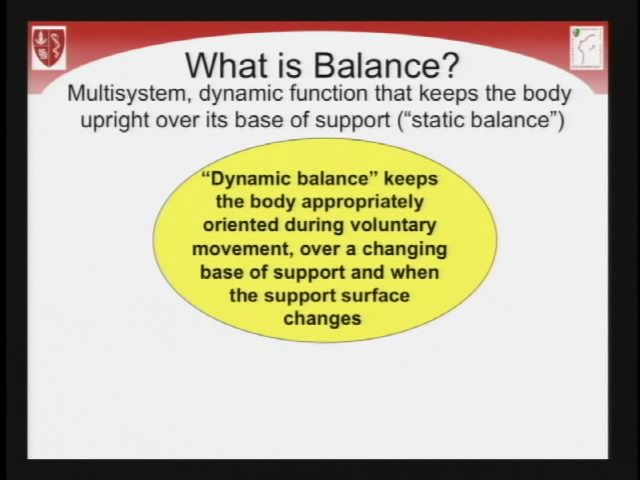 What is Balance?
Multisystem, dynamic function that keeps the body
upright over its base of support (“static balance”)
“Dynamic balance” keeps
the body appropriately
oriented during voluntary
movement, over a changing
base of support and when
the support surface
changes